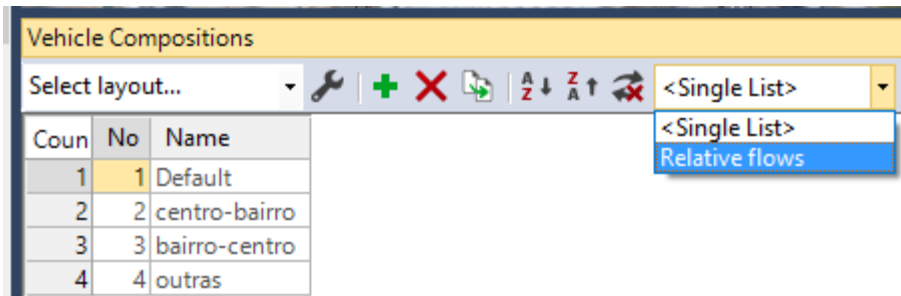 Vehicle Compositions
Select layout... <Single List>
<Single List>
Relative flows
Coun No Name
1 1 Default
2 2 centro-bairro
3 3 bairro-centro
4 4 outras